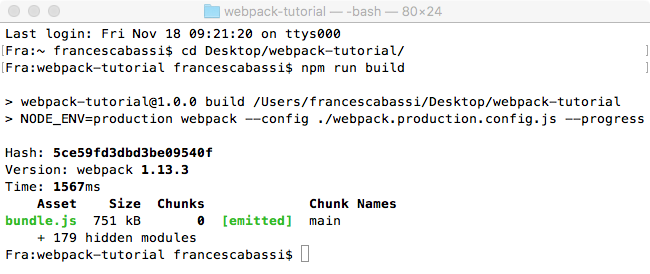 webpack-tutorial — -bash — 80×24
Last login: Fri Nov 18 09:21:20 on ttys000
[Fra:~ francescabassi$ cd Desktop/webpack-tutorial/ ]
[Fra:webpack-tutorial francescabassi$ npm run build ]
> webpack-tutorial@1.0.0 build /Users/francescabassi/Desktop/webpack-tutorial
> NODE_ENV=production webpack --config ./webpack.production.config.js --progress
Hash: 5ce59fd3dbd3be09540f
Version: webpack 1.13.3
Time: 1567ms
Asset Size Chunks Chunk Names
bundle.js 751 kB 0 [emitted] main
+ 179 hidden modules
Fra:webpack-tutorial francescabassi$